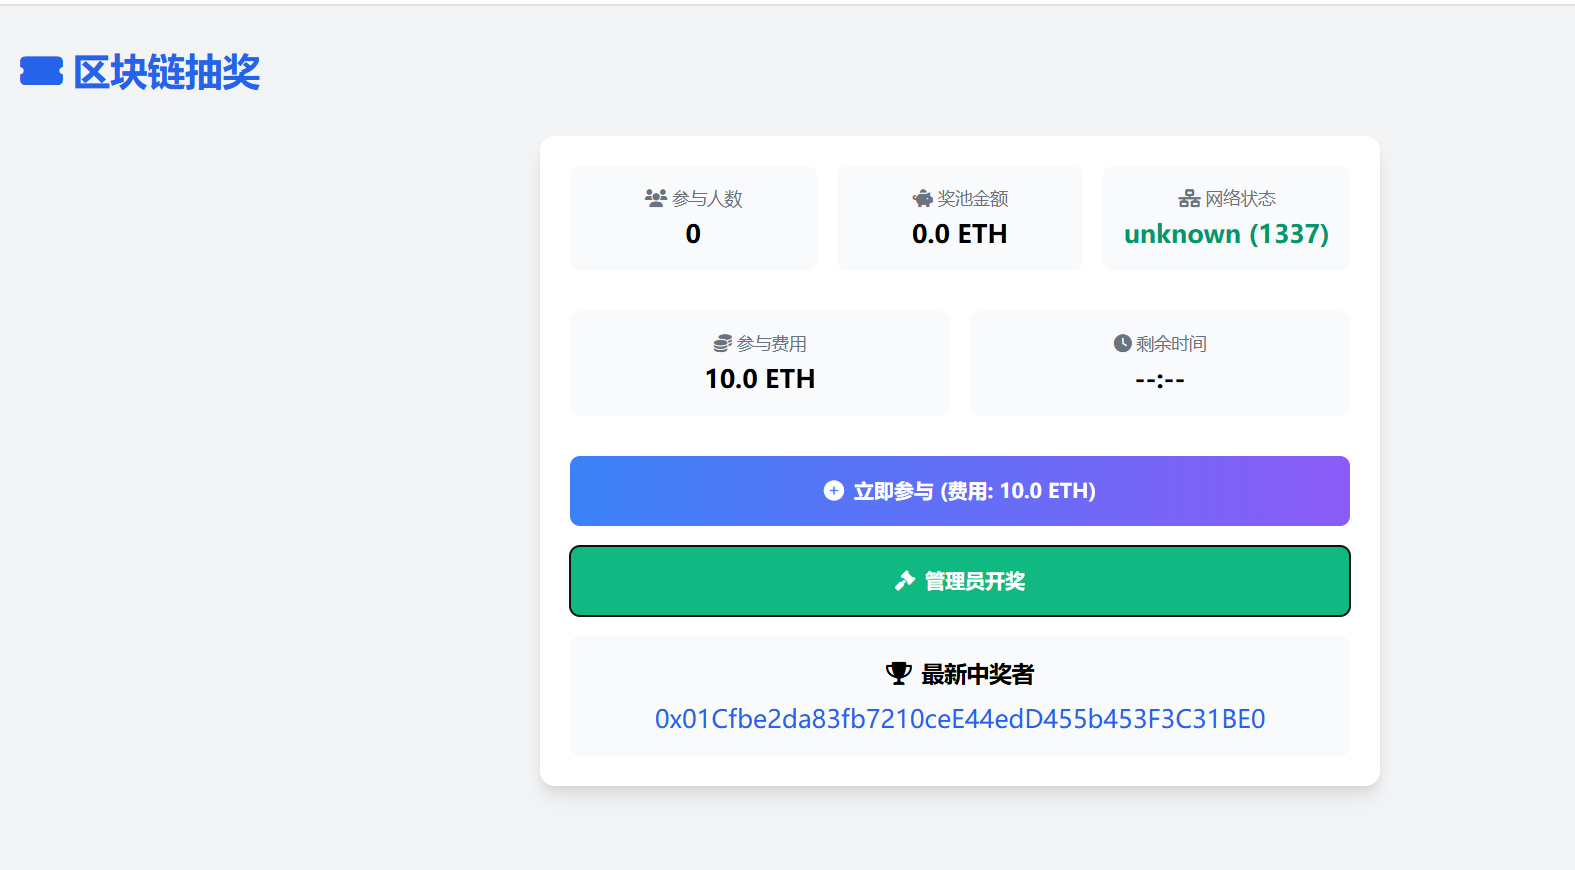 区块链抽奖
参与人数
0
奖池金额
0.0 ETH
网络状态
unknown (1337)
参与费用
10.0 ETH
剩余时间
--:--
立即参与 (费用: 10.0 ETH)
管理员开奖
最新中奖者
0x01Cfbe2da83fb7210ceE44edD455b453F3C31BE0